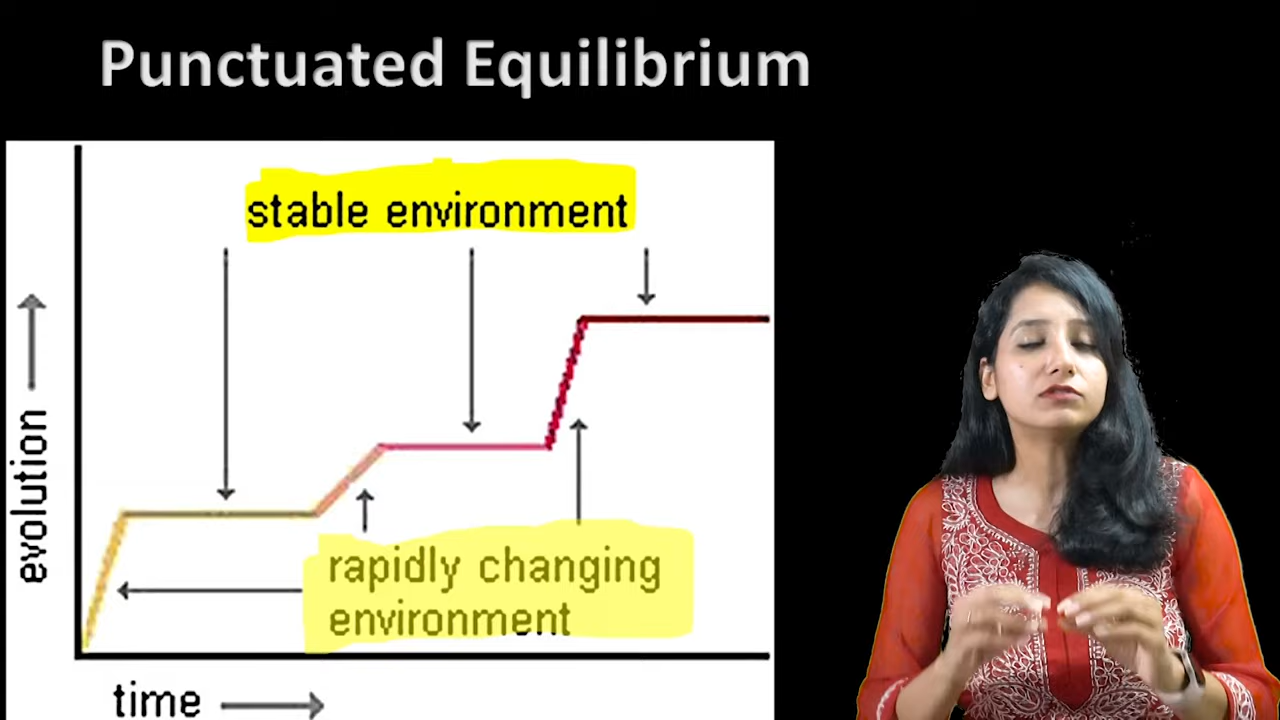 Punctuated Equilibrium
stable environment
evolution
rapidly changing
environment
time